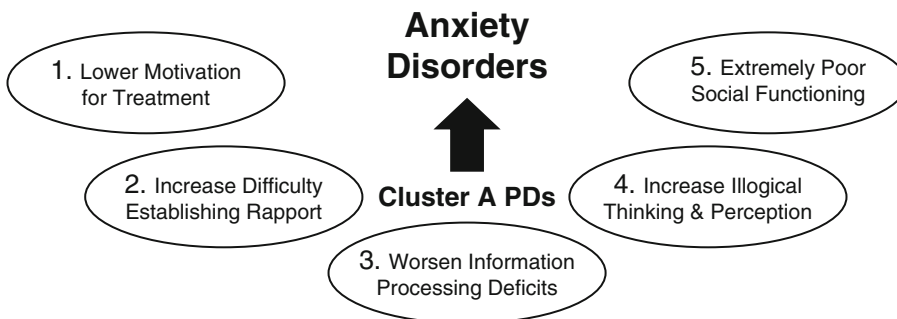 Anxiety
Disorders
1. Lower Motivation
for Treatment
2. Increase Difficulty
Establishing Rapport
Cluster A PDs
3. Worsen Information
Processing Deficits
4. Increase Illogical
Thinking & Perception
5. Extremely Poor
Social Functioning